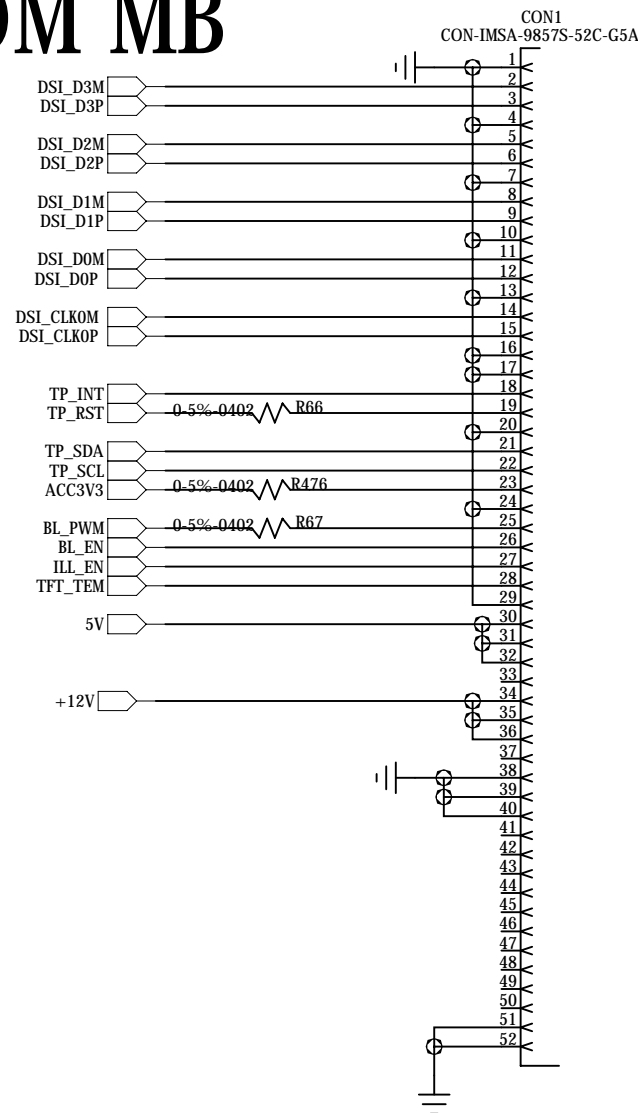 OM MB
CON1
CON-IMSA-9857S-52C-G5A
1
DSI_D3M 2
DSI_D3P 3
4
DSI_D2M 5
DSI_D2P 6
7
DSI_D1M 8
DSI_D1P 9
10
DSI_D0M 11
DSI_D0P 12
13
DSI_CLK0M 14
DSI_CLK0P 15
16
17
TP_INT 18
TP_RST 0-5%-0402 R66 19
20
TP_SDA 21
TP_SCL 22
ACC3V3 0-5%-0402 R476 23
24
BL_PWM 0-5%-0402 R67 25
BL_EN 26
ILL_EN 27
TFT_TEM 28
29
5V 30
31
32
33
+12V 34
35
36
37
38
39
40
41
42
43
44
45
46
47
48
49
50
51
52